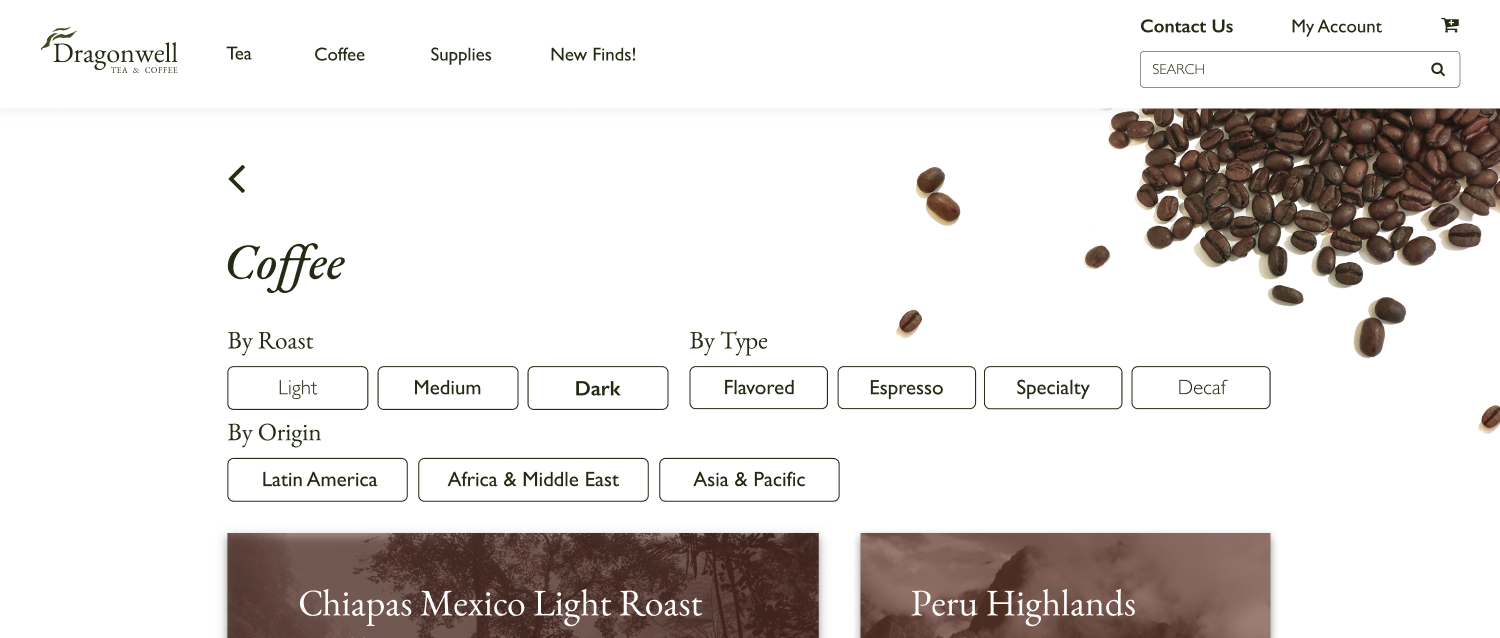 Dragonwell
TEA & COFFEE
Tea
Coffee
Supplies
New Finds!
Contact Us
My Account
SEARCH
Coffee
By Roast
Light
Medium
Dark
By Type
Flavored
Espresso
Specialty
Decaf
By Origin
Latin America
Africa & Middle East
Asia & Pacific
Chiapas Mexico Light Roast
Peru Highlands